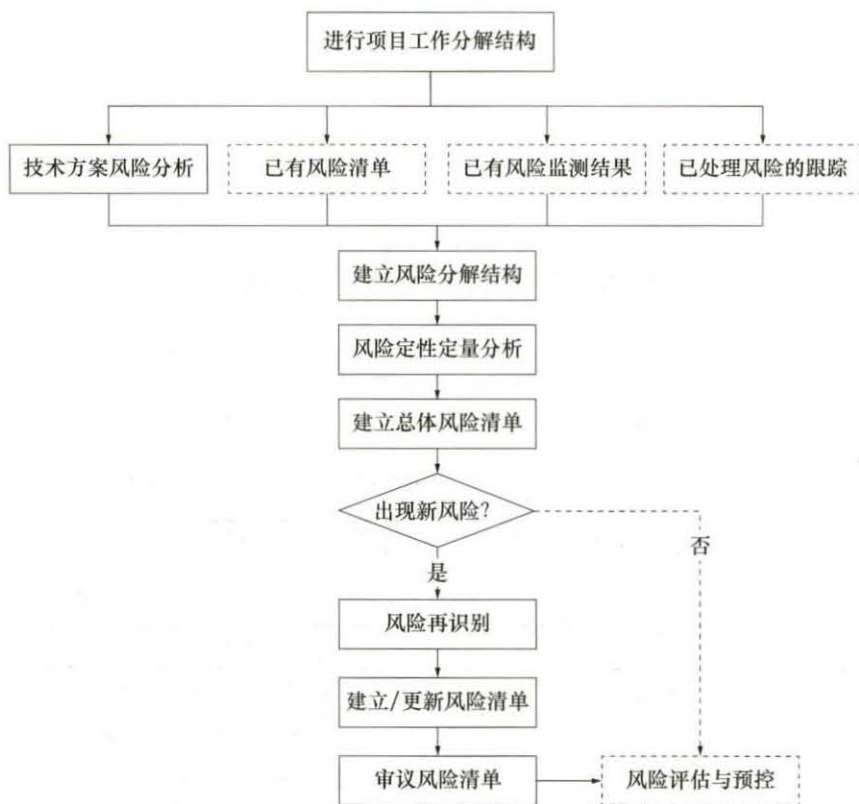 进行项目工作分解结构
技术方案风险分析
已有风险清单
已有风险监测结果
已处理风险的跟踪
建立风险分解结构
风险定性定量分析
建立总体风险清单
出现新风险?
否
是
风险再识别
建立/更新风险清单
审议风险清单
风险评估与预控